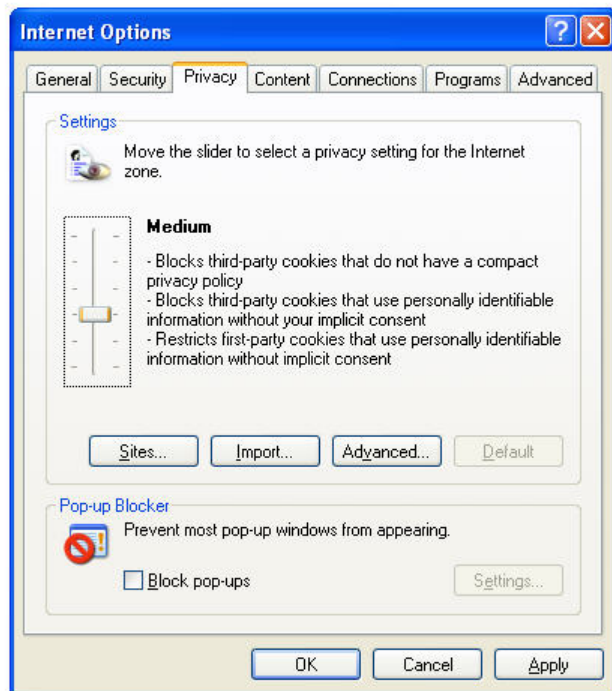 Internet Options
General Security Privacy Content Connections Programs Advanced
Settings
Move the slider to select a privacy setting for the Internet
zone.
Medium
- Blocks third-party cookies that do not have a compact
privacy policy
- Blocks third-party cookies that use personally identifiable
information without your implicit consent
- Restricts first-party cookies that use personally identifiable
information without implicit consent
Sites... Import... Advanced... Default
Pop-up Blocker
Prevent most pop-up windows from appearing.
Block pop-ups Settings...
OK Cancel Apply